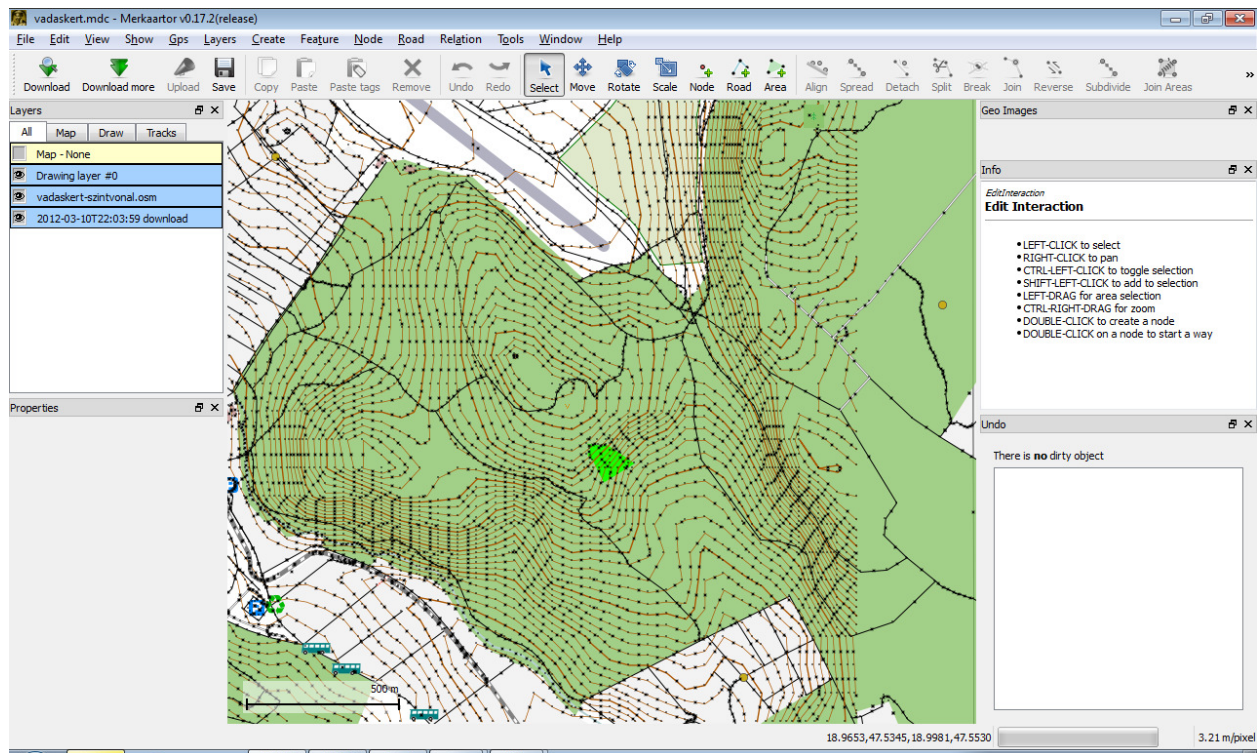 vadaskert.mdc - Merkaartor v0.17.2(release)
File Edit View Show Gps Layers Create Feature Node Road Relation Tools Window Help
Download Download more Upload Save Copy Paste Paste tags Remove Undo Redo Select Move Rotate Scale Node Road Area Align Spread Detach Split Break Join Reverse Subdivide Join Areas »
Layers
All Map Draw Tracks
Map - None
Drawing layer #0
vadaskert-szintvonal.osm
2012-03-10T22:03:59 download
Properties
P
P
500 m
Geo Images
Info
EditInteraction
Edit Interaction
•LEFT-CLICK to select
•RIGHT-CLICK to pan
•CTRL-LEFT-CLICK to toggle selection
•SHIFT-LEFT-CLICK to add to selection
•LEFT-DRAG for area selection
•CTRL-RIGHT-DRAG for zoom
•DOUBLE-CLICK to create a node
•DOUBLE-CLICK on a node to start a way
Undo
There is no dirty object
18.9653,47.5345,18.9981,47.5530
3.21 m/pixel